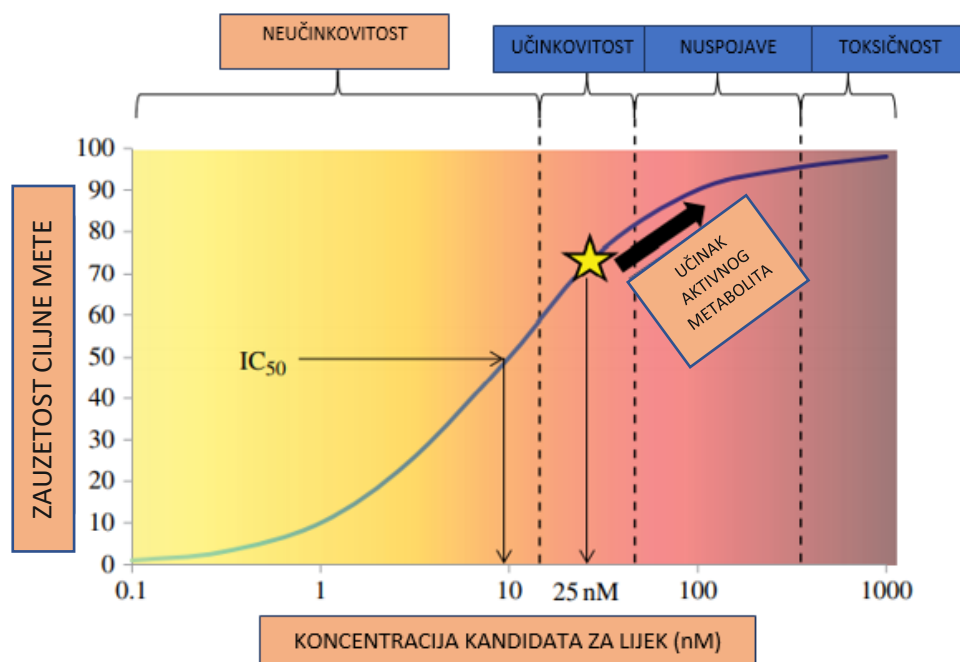 NEUČINKOVITOST
UČINKOVITOST
NUSPOJAVE
TOKSIČNOST
ZAUZETOST CILJNE METE
100
90
80
70
60
50
40
30
20
10
0
IC50
UČINAK
AKTIVNOG
METABOLITA
0.1
1
10
25 nM
100
1000
KONCENTRACIJA KANDIDATA ZA LIJEK (nM)